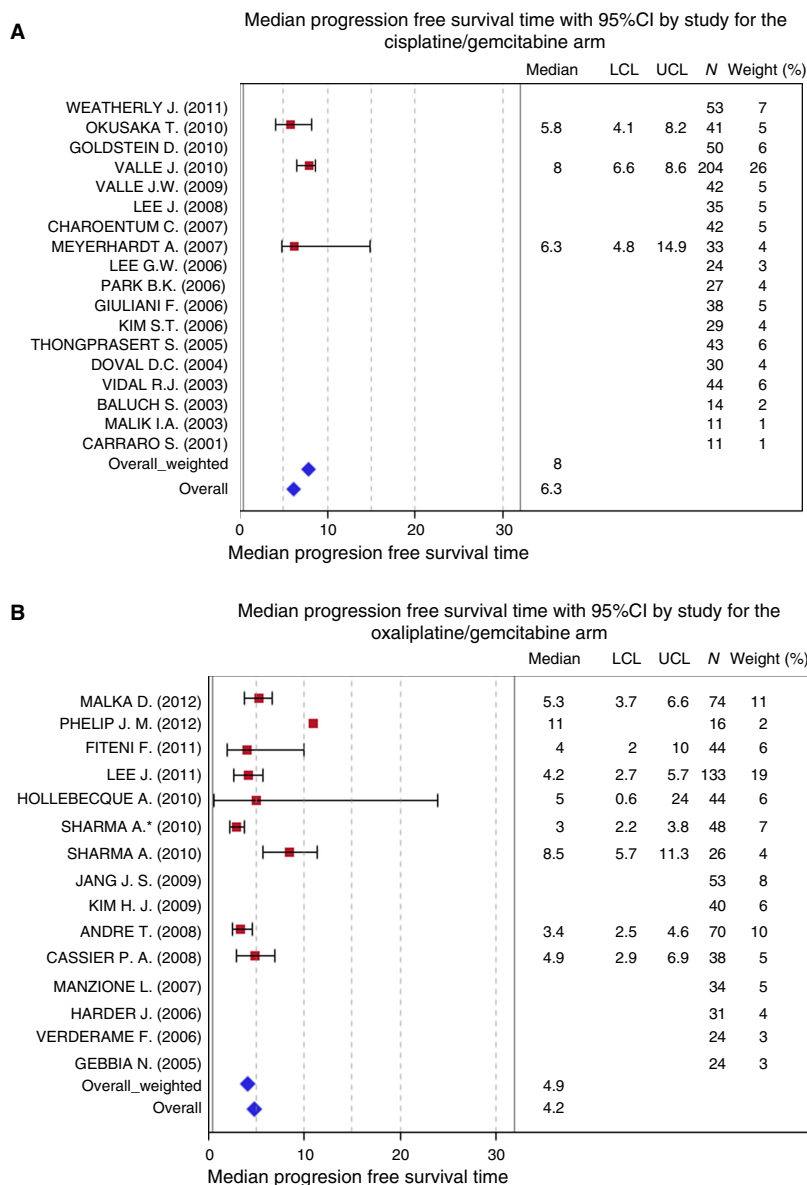 A
Median progression free survival time with 95%CI by study for the
cisplatine/gemcitabine arm
Median LCL UCL N Weight (%)
WEATHERLY J. (2011) 53 7
OKUSAKA T. (2010) 5.8 4.1 8.2 41 5
GOLDSTEIN D. (2010) 50 6
VALLE J. (2010) 8 6.6 8.6 204 26
VALLE J.W. (2009) 42 5
LEE J. (2008) 35 5
CHAROENTUM C. (2007) 42 5
MEYERHARDT A. (2007) 6.3 4.8 14.9 33 4
LEE G.W. (2006) 24 3
PARK B.K. (2006) 27 4
GIULIANI F. (2006) 38 5
KIM S.T. (2006) 29 4
THONGPRASERT S. (2005) 43 6
DOVAL D.C. (2004) 30 4
VIDAL R.J. (2003) 44 6
BALUCH S. (2003) 14 2
MALIK I.A. (2003) 11 1
CARRARO S. (2001) 11 1
Overall_weighted 8
Overall 6.3
0 10 20 30
Median progresion free survival time
B
Median progression free survival time with 95%CI by study for the
oxaliplatine/gemcitabine arm
Median LCL UCL N Weight (%)
MALKA D. (2012) 5.3 3.7 6.6 74 11
PHELIP J. M. (2012) 11 16 2
FITENI F. (2011) 4 2 10 44 6
LEE J. (2011) 4.2 2.7 5.7 133 19
HOLLEBECQUE A. (2010) 5 0.6 24 44 6
SHARMA A.* (2010) 3 2.2 3.8 48 7
SHARMA A. (2010) 8.5 5.7 11.3 26 4
JANG J. S. (2009) 53 8
KIM H. J. (2009) 40 6
ANDRE T. (2008) 3.4 2.5 4.6 70 10
CASSIER P. A. (2008) 4.9 2.9 6.9 38 5
MANZIONE L. (2007) 34 5
HARDER J. (2006) 31 4
VERDERAME F. (2006) 24 3
GEBBIA N. (2005) 24 3
Overall_weighted 4.9
Overall 4.2
0 10 20 30
Median progresion free survival time